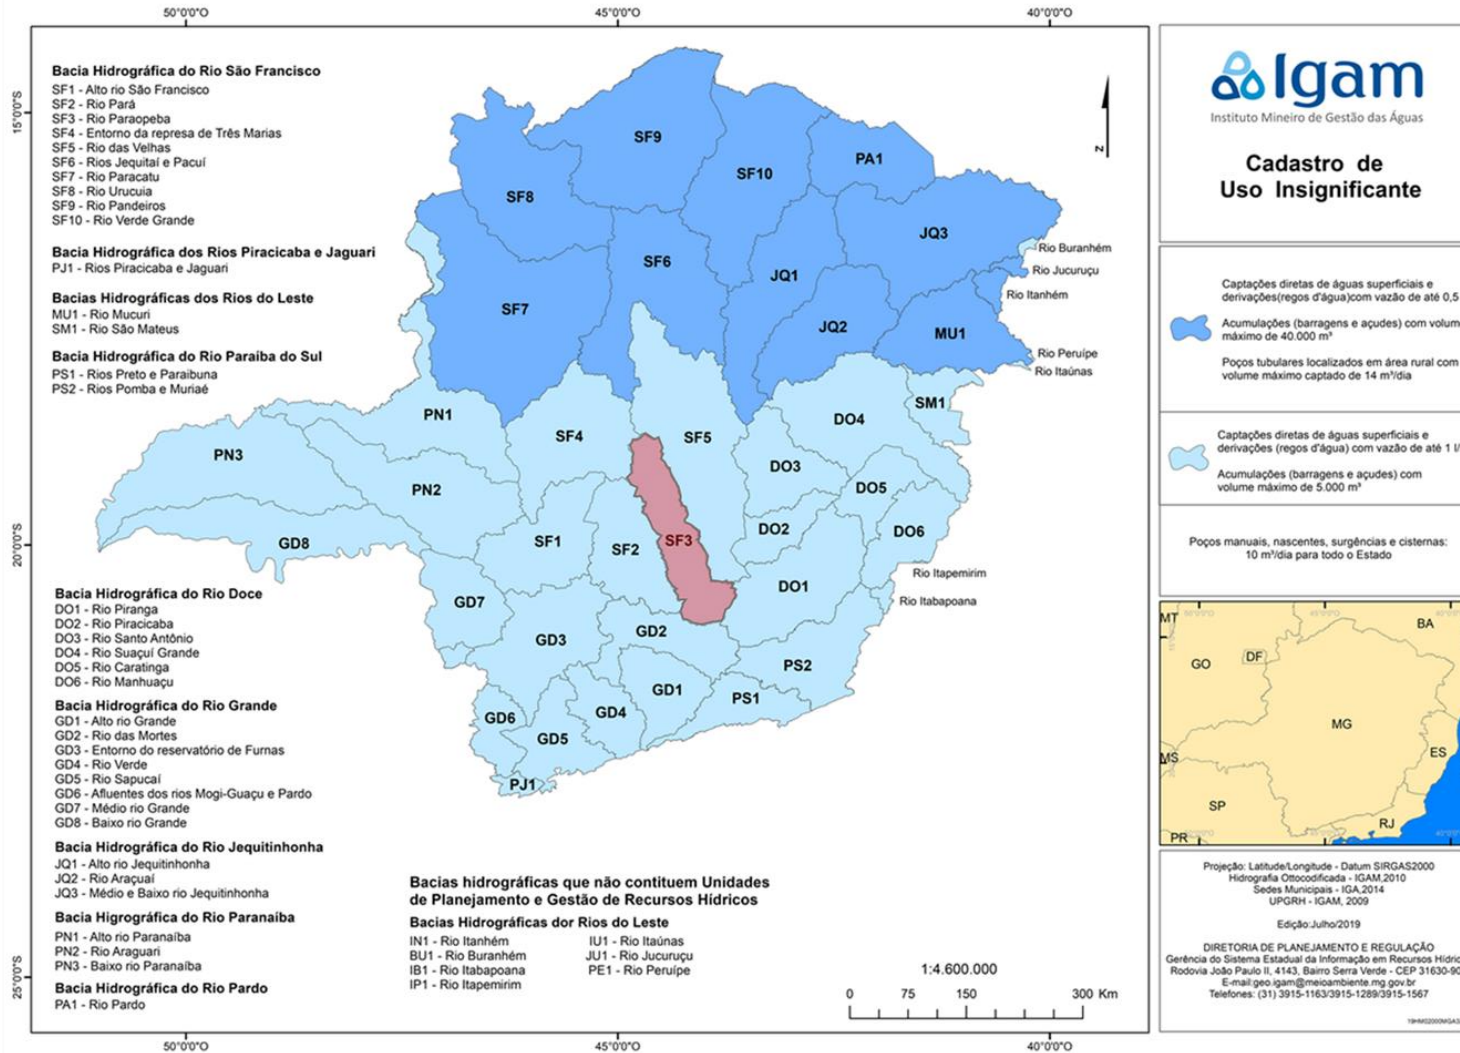 50°0'0"O
45°0'0"O
40°0'0"O
15°0'0"S
20°0'0"S
25°0'0"S
Bacia Hidrográfica do Rio São Francisco
SF1 - Alto rio São Francisco
SF2 - Rio Pará
SF3 - Rio Paraopeba
SF4 - Entorno da represa de Três Marias
SF5 - Rio das Velhas
SF6 - Rios Jequitaí e Pacuí
SF7 - Rio Paracatu
SF8 - Rio Urucuia
SF9 - Rio Pandeiros
SF10 - Rio Verde Grande
Bacia Hidrográfica dos Rios Piracicaba e Jaguari
PJ1 - Rios Piracicaba e Jaguari
Bacias Hidrográficas dos Rios do Leste
MU1 - Rio Mucuri
SM1 - Rio São Mateus
Bacia Hidrográfica do Rio Paraíba do Sul
PS1 - Rios Preto e Paraibuna
PS2 - Rios Pomba e Muriaé
Bacia Hidrográfica do Rio Doce
DO1 - Rio Piranga
DO2 - Rio Piracicaba
DO3 - Rio Santo Antônio
DO4 - Rio Suaçuí Grande
DO5 - Rio Caratinga
DO6 - Rio Manhuaçu
Bacia Hidrográfica do Rio Grande
GD1 - Alto rio Grande
GD2 - Rio das Mortes
GD3 - Entorno do reservatório de Furnas
GD4 - Rio Verde
GD5 - Rio Sapucaí
GD6 - Afluentes dos rios Mogi-Guaçu e Pardo
GD7 - Médio rio Grande
GD8 - Baixo rio Grande
Bacia Hidrográfica do Rio Jequitinhonha
JQ1 - Alto rio Jequitinhonha
JQ2 - Rio Araçuaí
JQ3 - Médio e Baixo rio Jequitinhonha
Bacia Higrográfica do Rio Paranaíba
PN1 - Alto rio Paranaíba
PN2 - Rio Araguari
PN3 - Baixo rio Paranaíba
Bacia Hidrográfica do Rio Pardo
PA1 - Rio Pardo
SF9
SF10
PA1
SF8
JQ3
SF6
JQ1
SF7
JQ2
MU1
SM1
PN1
SF4
SF5
DO4
PN3
PN2
DO3
DO5
SF1
SF2
SF3
DO2
DO6
GD8
GD7
DO1
GD3
GD2
PS2
GD1
PS1
GD6
GD4
GD5
PJ1
Rio Buranhém
Rio Jucuruçu
Rio Itanhém
Rio Peruípe
Rio Itaúnas
Rio Itapemirim
Rio Itabapoana
N
Bacias hidrográficas que não contituem Unidades
de Planejamento e Gestão de Recursos Hídricos
Bacias Hidrográficas dor Rios do Leste
IN1 - Rio Itanhém
BU1 - Rio Buranhém
IB1 - Rio Itabapoana
IP1 - Rio Itapemirim
IU1 - Rio Itaúnas
JU1 - Rio Jucuruçu
PE1 - Rio Peruípe
1:4.600.000
0 75 150 300 Km
50°0'0"O
45°0'0"O
40°0'0"O
Igam
Instituto Mineiro de Gestão das Águas
Cadastro de
Uso Insignificante
Captações diretas de águas superficiais e
derivações(regos d'água)com vazão de até 0,5
Acumulações (barragens e açudes) com volume
máximo de 40.000 m³
Poços tubulares localizados em área rural com
volume máximo captado de 14 m³/dia
Captações diretas de águas superficiais e
derivações (regos d'água) com vazão de até 1 l/
Acumulações (barragens e açudes) com
volume máximo de 5.000 m³
Poços manuais, nascentes, surgências e cisternas:
10 m³/dia para todo o Estado
MT
BA
GO
DF
MG
MS
ES
SP
RJ
PR
Projeção: Latitude/Longitude - Datum SIRGAS2000
Hidrografia Ottocodificada - IGAM,2010
Sedes Municipais - IGA,2014
UPGRH - IGAM, 2009
Edição:Julho/2019
DIRETORIA DE PLANEJAMENTO E REGULAÇÃO
Gerência do Sistema Estadual da Informação em Recursos Hídric
Rodovia João Paulo II, 4143, Bairro Serra Verde - CEP 31630-90
E-mail:geo.igam@meioambiente.mg.gov.br
Telefones: (31) 3915-1163/3915-1289/3915-1567